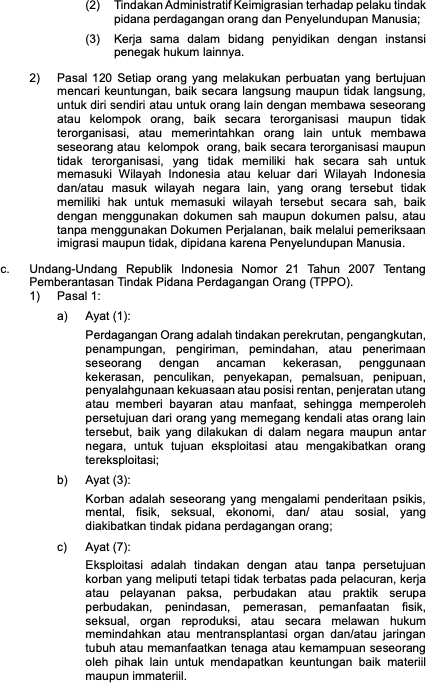 (2) Tindakan Administratif Keimigrasian terhadap pelaku tindak
pidana perdagangan orang dan Penyelundupan Manusia;
(3) Kerja sama dalam bidang penyidikan dengan instansi
penegak hukum lainnya.
2) Pasal 120 Setiap orang yang melakukan perbuatan yang bertujuan
mencari keuntungan, baik secara langsung maupun tidak langsung,
untuk diri sendiri atau untuk orang lain dengan membawa seseorang
atau kelompok orang, baik secara terorganisasi maupun tidak
terorganisasi, atau memerintahkan orang lain untuk membawa
seseorang atau kelompok orang, baik secara terorganisasi maupun
tidak terorganisasi, yang tidak memiliki hak secara sah untuk
memasuki Wilayah Indonesia atau keluar dari Wilayah Indonesia
dan/atau masuk wilayah negara lain, yang orang tersebut tidak
memiliki hak untuk memasuki wilayah tersebut secara sah, baik
dengan menggunakan dokumen sah maupun dokumen palsu, atau
tanpa menggunakan Dokumen Perjalanan, baik melalui pemeriksaan
imigrasi maupun tidak, dipidana karena Penyelundupan Manusia.
c. Undang-Undang Republik Indonesia Nomor 21 Tahun 2007 Tentang
Pemberantasan Tindak Pidana Perdagangan Orang (TPPO).
1) Pasal 1:
a) Ayat (1):
Perdagangan Orang adalah tindakan perekrutan, pengangkutan,
penampungan, pengiriman, pemindahan, atau penerimaan
seseorang dengan ancaman kekerasan, penggunaan
kekerasan, penculikan, penyekapan, pemalsuan, penipuan,
penyalahgunaan kekuasaan atau posisi rentan, penjeratan utang
atau memberi bayaran atau manfaat, sehingga memperoleh
persetujuan dari orang yang memegang kendali atas orang lain
tersebut, baik yang dilakukan di dalam negara maupun antar
negara, untuk tujuan eksploitasi atau mengakibatkan orang
tereksploitasi;
b) Ayat (3):
Korban adalah seseorang yang mengalami penderitaan psikis,
mental, fisik, seksual, ekonomi, dan/ atau sosial, yang
diakibatkan tindak pidana perdagangan orang;
c) Ayat (7):
Eksploitasi adalah tindakan dengan atau tanpa persetujuan
korban yang meliputi tetapi tidak terbatas pada pelacuran, kerja
atau pelayanan paksa, perbudakan atau praktik serupa
perbudakan, penindasan, pemerasan, pemanfaatan fisik,
seksual, organ reproduksi, atau secara melawan hukum
memindahkan atau mentransplantasi organ dan/atau jaringan
tubuh atau memanfaatkan tenaga atau kemampuan seseorang
oleh pihak lain untuk mendapatkan keuntungan baik materiil
maupun immateriil.